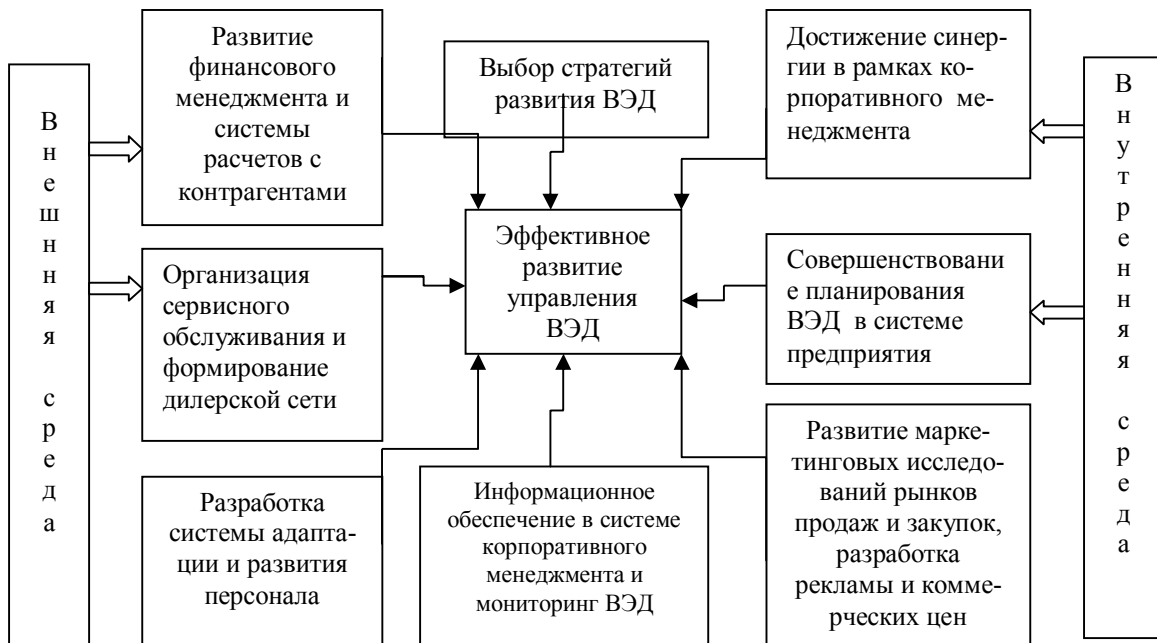 В
н
е
ш
н
н
я
я
с
р
е
д
а
Развитие
финансового
менеджмента и
системы
расчетов с
контрагентами
Организация
сервисного
обслуживания и
формирование
дилерской сети
Разработка
системы адапта-
ции и развития
персонала
Выбор стратегий
развития ВЭД
Эффективное
развитие
управления
ВЭД
Информационное
обеспечение в системе
корпоративного
менеджмента и
мониторинг ВЭД
Достижение синер-
гии в рамках ко-
рпоративного ме-
неджмента
Совершенствовани
е планирования
ВЭД в системе
предприятия
Развитие марке-
тинговых исследо-
ваний рынков
продаж и закупок,
разработка
рекламы и комме-
рческих цен
В
н
у
т
р
е
н
н
я
я
с
р
е
д
а